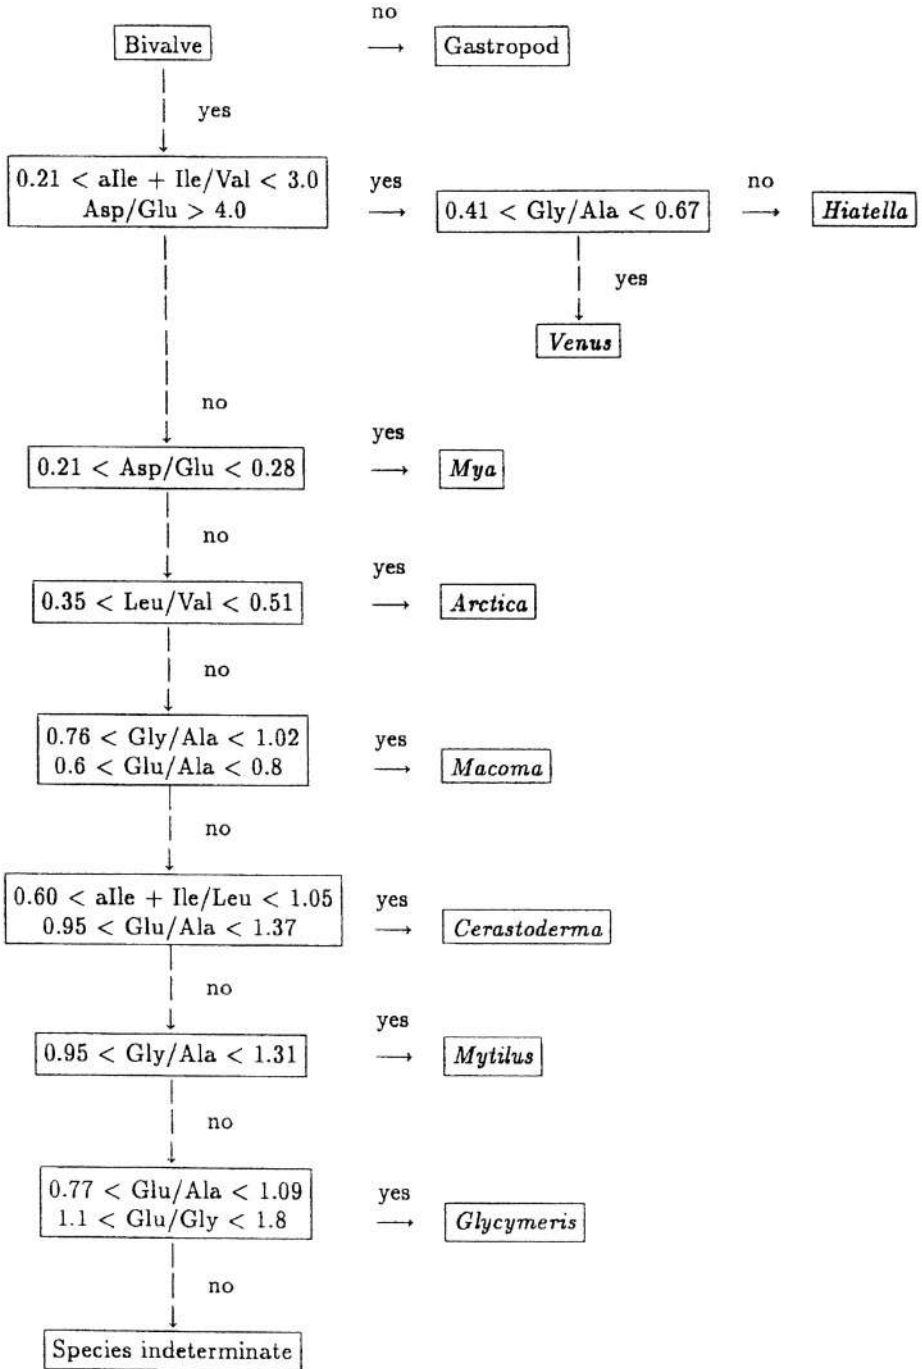 no
Bivalve → Gastropod
yes
0.21 < aIle + Ile/Val < 3.0
Asp/Glu > 4.0
yes
→
0.41 < Gly/Ala < 0.67
no
→
Hiatella
yes
Venus
no
0.21 < Asp/Glu < 0.28
yes
→
Mya
no
0.35 < Leu/Val < 0.51
yes
→
Arctica
no
0.76 < Gly/Ala < 1.02
0.6 < Glu/Ala < 0.8
yes
→
Macoma
no
0.60 < aIle + Ile/Leu < 1.05
0.95 < Glu/Ala < 1.37
yes
→
Cerastoderma
no
0.95 < Gly/Ala < 1.31
yes
→
Mytilus
no
0.77 < Glu/Ala < 1.09
1.1 < Glu/Gly < 1.8
yes
→
Glycymeris
no
Species indeterminate